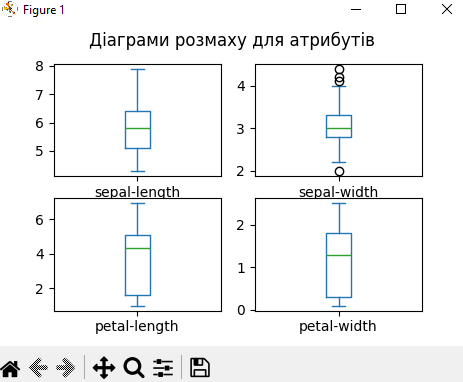 Figure 1
Діаграми розмаху для атрибутів
8
7
6
5
sepal-length
4
3
2
sepal-width
6
4
2
petal-length
2
1
0
petal-width